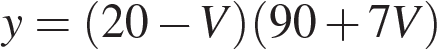 y = (20 − V)(90 + 7V)